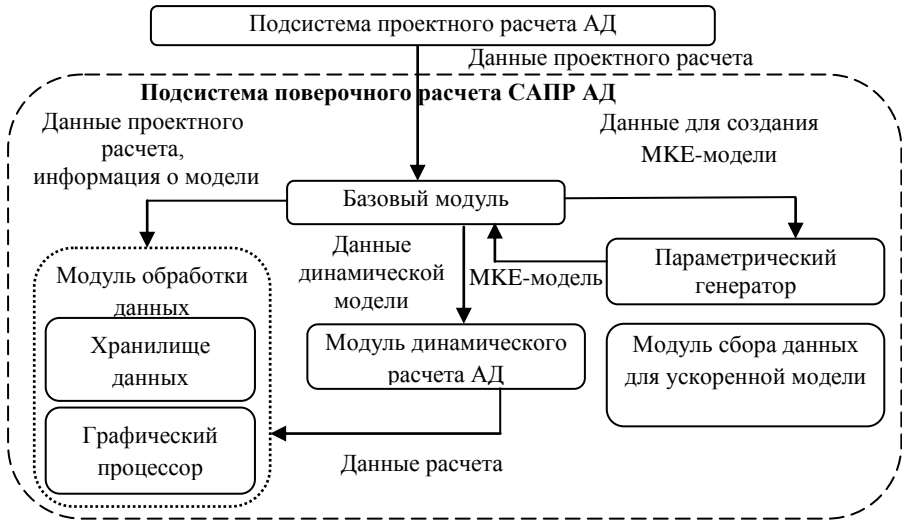 Подсистема проектного расчета АД
Данные проектного расчета
Подсистема поверочного расчета САПР АД
Данные проектного
расчета,
информация о модели
Данные для создания
МКЕ-модели
Базовый модуль
Данные
динамической
модели
МКЕ-модель
Параметрический
генератор
Модуль обработки
данных
Хранилище
данных
Графический
процессор
Модуль динамического
расчета АД
Модуль сбора данных
для ускоренной модели
Данные расчета